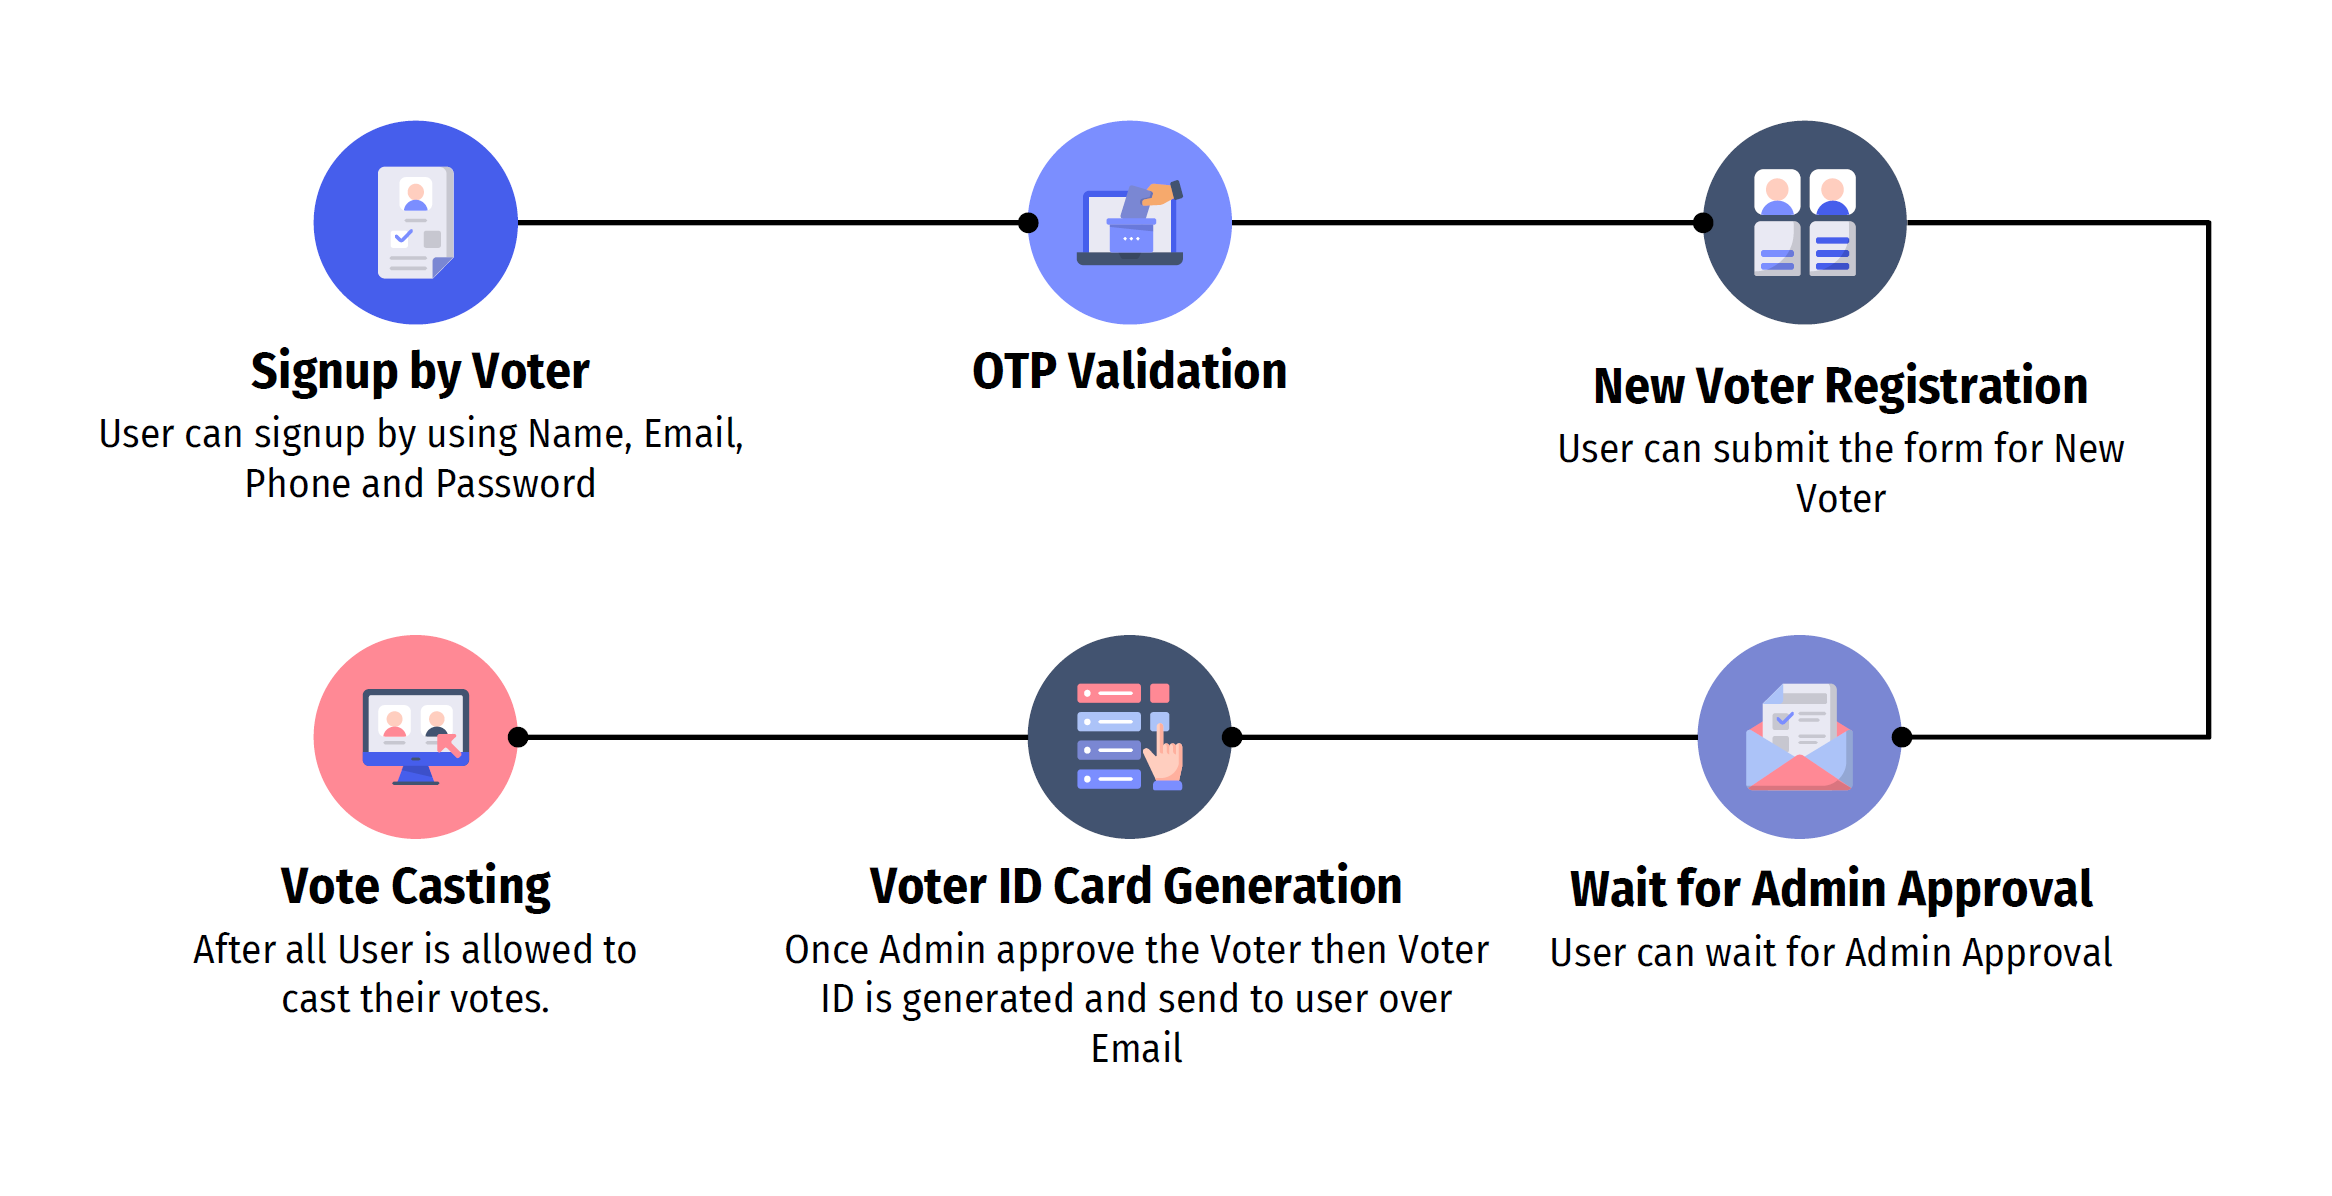 Signup by Voter
User can signup by using Name, Email,
Phone and Password
OTP Validation
New Voter Registration
User can submit the form for New
Voter
Vote Casting
After all User is allowed to
cast their votes.
Voter ID Card Generation
Once Admin approve the Voter then Voter
ID is generated and send to user over
Email
Wait for Admin Approval
User can wait for Admin Approval